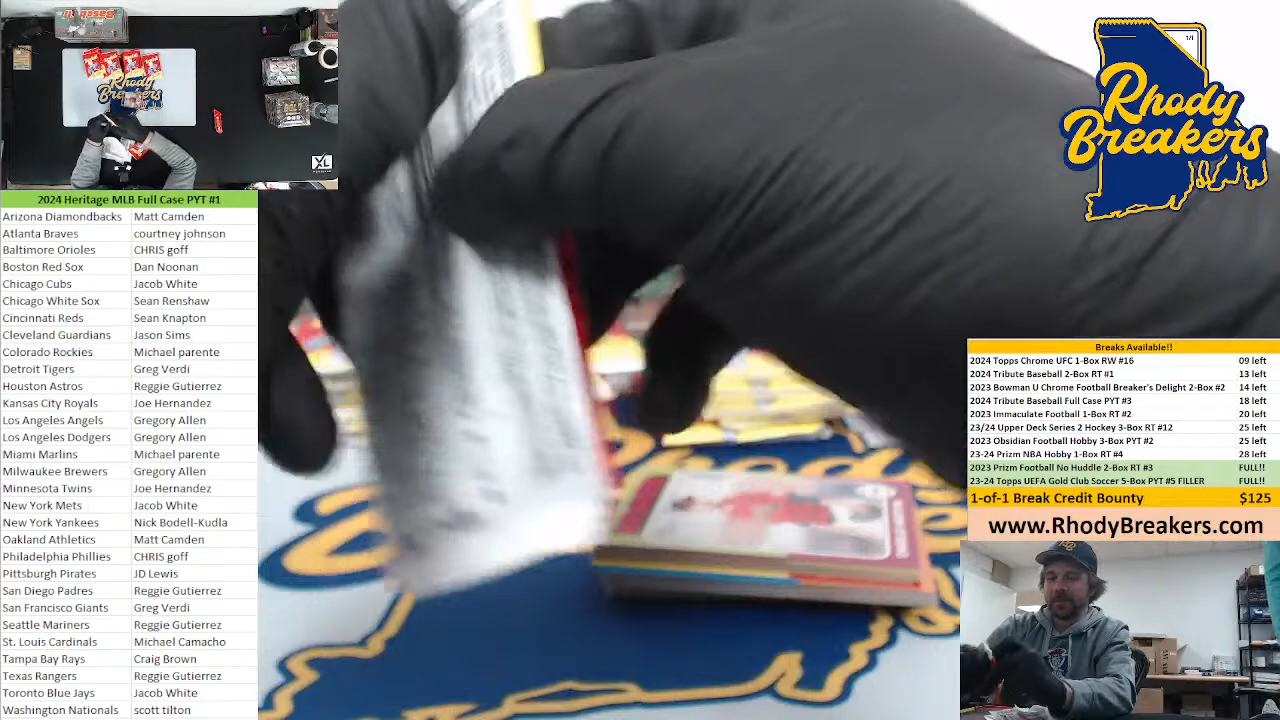 2024 Heritage MLB Full Case PYT #1
Arizona Diamondbacks Matt Camden
Atlanta Braves courtney johnson
Baltimore Orioles CHRIS goff
Boston Red Sox Dan Noonan
Chicago Cubs Jacob White
Chicago White Sox Sean Renshaw
Cincinnati Reds Sean Knapton
Cleveland Guardians Jason Sims
Colorado Rockies Michael parente
Detroit Tigers Greg Verdi
Houston Astros Reggie Gutierrez
Kansas City Royals Joe Hernandez
Los Angeles Angels Gregory Allen
Los Angeles Dodgers Gregory Allen
Miami Marlins Michael parente
Milwaukee Brewers Gregory Allen
Minnesota Twins Joe Hernandez
New York Mets Jacob White
New York Yankees Nick Bodell-Kudla
Oakland Athletics Matt Camden
Philadelphia Phillies CHRIS goff
Pittsburgh Pirates JD Lewis
San Diego Padres Reggie Gutierrez
San Francisco Giants Greg Verdi
Seattle Mariners Reggie Gutierrez
St. Louis Cardinals Michael Camacho
Tampa Bay Rays Craig Brown
Texas Rangers Reggie Gutierrez
Toronto Blue Jays Jacob White
Washington Nationals scott tilton
Rhody
Breakers
XL
1/1
Rhody
Breakers
Breaks Available!!
2024 Topps Chrome UFC 1-Box RW #16 09 left
2024 Tribute Baseball 2-Box RT #1 13 left
2023 Bowman U Chrome Football Breaker's Delight 2-Box #2 14 left
2024 Tribute Baseball Full Case PYT #3 18 left
2023 Immaculate Football 1-Box RT #2 20 left
23/24 Upper Deck Series 2 Hockey 3-Box RT #12 25 left
2023 Obsidian Football Hobby 3-Box PYT #2 25 left
23-24 Prizm NBA Hobby 1-Box RT #4 28 left
2023 Prizm Football No Huddle 2-Box RT #3 FULL!!
23-24 Topps UEFA Gold Club Soccer 5-Box PYT #5 FILLER FULL!!
1-of-1 Break Credit Bounty $125
www.RhodyBreakers.com